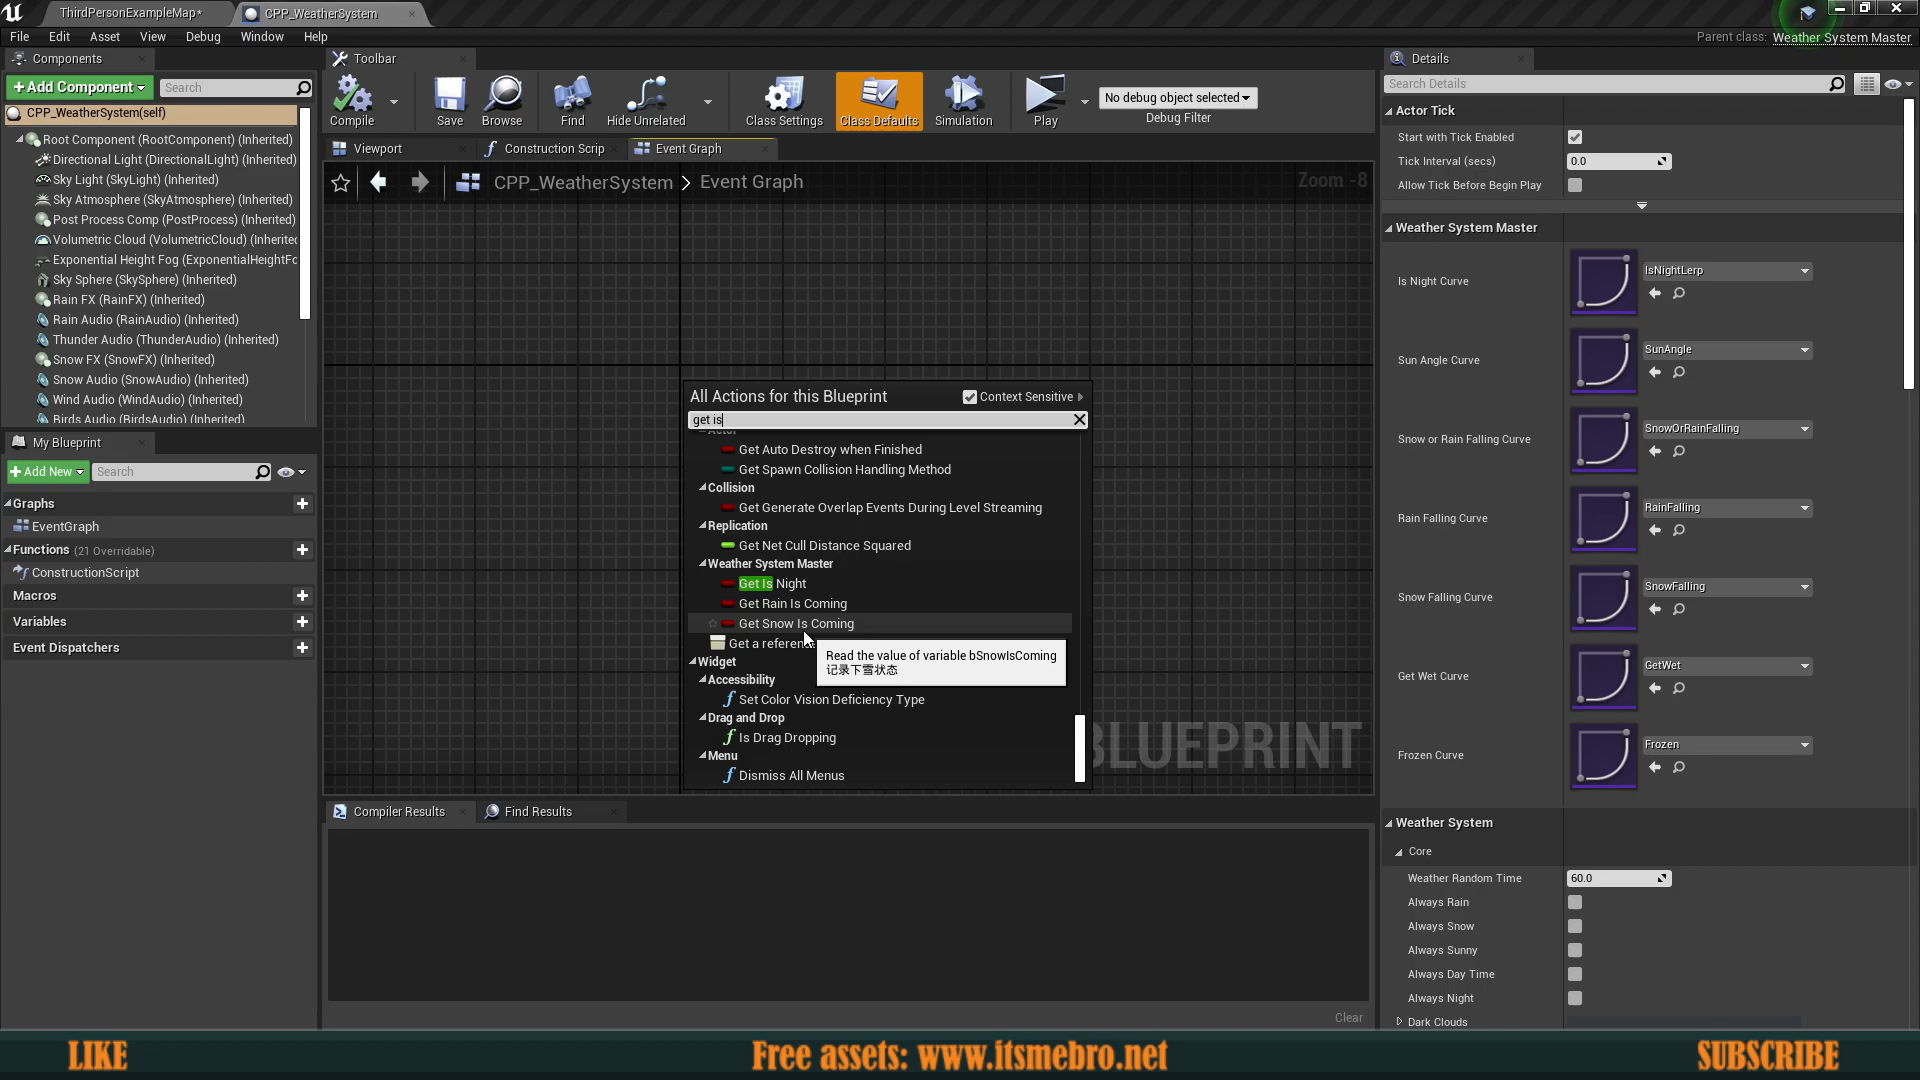 ThirdPersonExampleMap*
CPP_WeatherSystem
File Edit Asset View Debug Window Help
Parent class: Weather System Master
Components
+Add Component
Search
CPP_WeatherSystem(self)
Root Component (RootComponent) (Inherited)
Directional Light (DirectionalLight) (Inherited)
Sky Light (SkyLight) (Inherited)
Sky Atmosphere (SkyAtmosphere) (Inherited)
Post Process Comp (PostProcess) (Inherited)
Volumetric Cloud (VolumetricCloud) (Inherited
Exponential Height Fog (ExponentialHeightFo
Sky Sphere (SkySphere) (Inherited)
Rain FX (RainFX) (Inherited)
Rain Audio (RainAudio) (Inherited)
Thunder Audio (ThunderAudio) (Inherited)
Snow FX (SnowFX) (Inherited)
Snow Audio (SnowAudio) (Inherited)
Wind Audio (WindAudio) (Inherited)
Birds Audio (BirdsAudio) (Inherited)
My Blueprint
+Add New
Search
Graphs
EventGraph
Functions (21 Overridable)
ConstructionScript
Macros
Variables
Event Dispatchers
Toolbar
Compile
Save
Browse
Find
Hide Unrelated
Class Settings
Class Defaults
Simulation
Play
No debug object selected
Debug Filter
Viewport
Construction Scrip
Event Graph
CPP_WeatherSystem > Event Graph
Zoom -8
All Actions for this Blueprint
Context Sensitive
get is
Actor
Get Auto Destroy when Finished
Get Spawn Collision Handling Method
Collision
Get Generate Overlap Events During Level Streaming
Replication
Get Net Cull Distance Squared
Weather System Master
Get Is Night
Get Rain Is Coming
Get Snow Is Coming
Get a referen
Read the value of variable bSnowIsComing
记录下雪状态
Widget
Accessibility
Set Color Vision Deficiency Type
Drag and Drop
Is Drag Dropping
Menu
Dismiss All Menus
BLUEPRINT
Compiler Results
Find Results
Clear
Details
Search Details
Actor Tick
Start with Tick Enabled
Tick Interval (secs)
0.0
Allow Tick Before Begin Play
Weather System Master
Is Night Curve
IsNightLerp
Sun Angle Curve
SunAngle
Snow or Rain Falling Curve
SnowOrRainFalling
Rain Falling Curve
RainFalling
Snow Falling Curve
SnowFalling
Get Wet Curve
GetWet
Frozen Curve
Frozen
Weather System
Core
Weather Random Time
60.0
Always Rain
Always Snow
Always Sunny
Always Day Time
Always Night
Dark Clouds
LIKE
Free assets: www.itsmebro.net
SUBSCRIBE